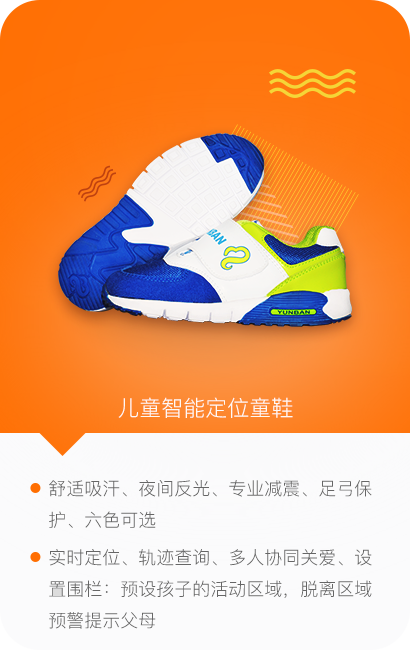 BAN
YUNBAN
儿童智能定位童鞋
舒适吸汗、夜间反光、专业减震、足弓保
护、六色可选
实时定位、轨迹查询、多人协同关爱、设
置围栏：预设孩子的活动区域，脱离区域
预警提示父母